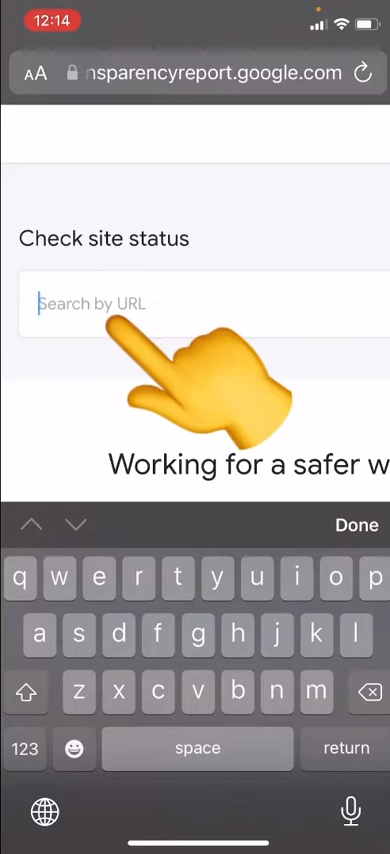 12:14
AA nsparencyreport.google.com
Check site status
Search by URL
Working for a safer w
Done
q w e r t y u i o p
a s d f g h j k l
z x c v b n m
123 space return